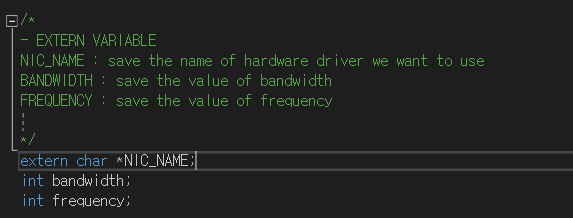 /*
- EXTERN VARIABLE
NIC_NAME : save the name of hardware driver we want to use
BANDWIDTH : save the value of bandwidth
FREQUENCY : save the value of frequency
*/
extern char *NIC_NAME;
int bandwidth;
int frequency;